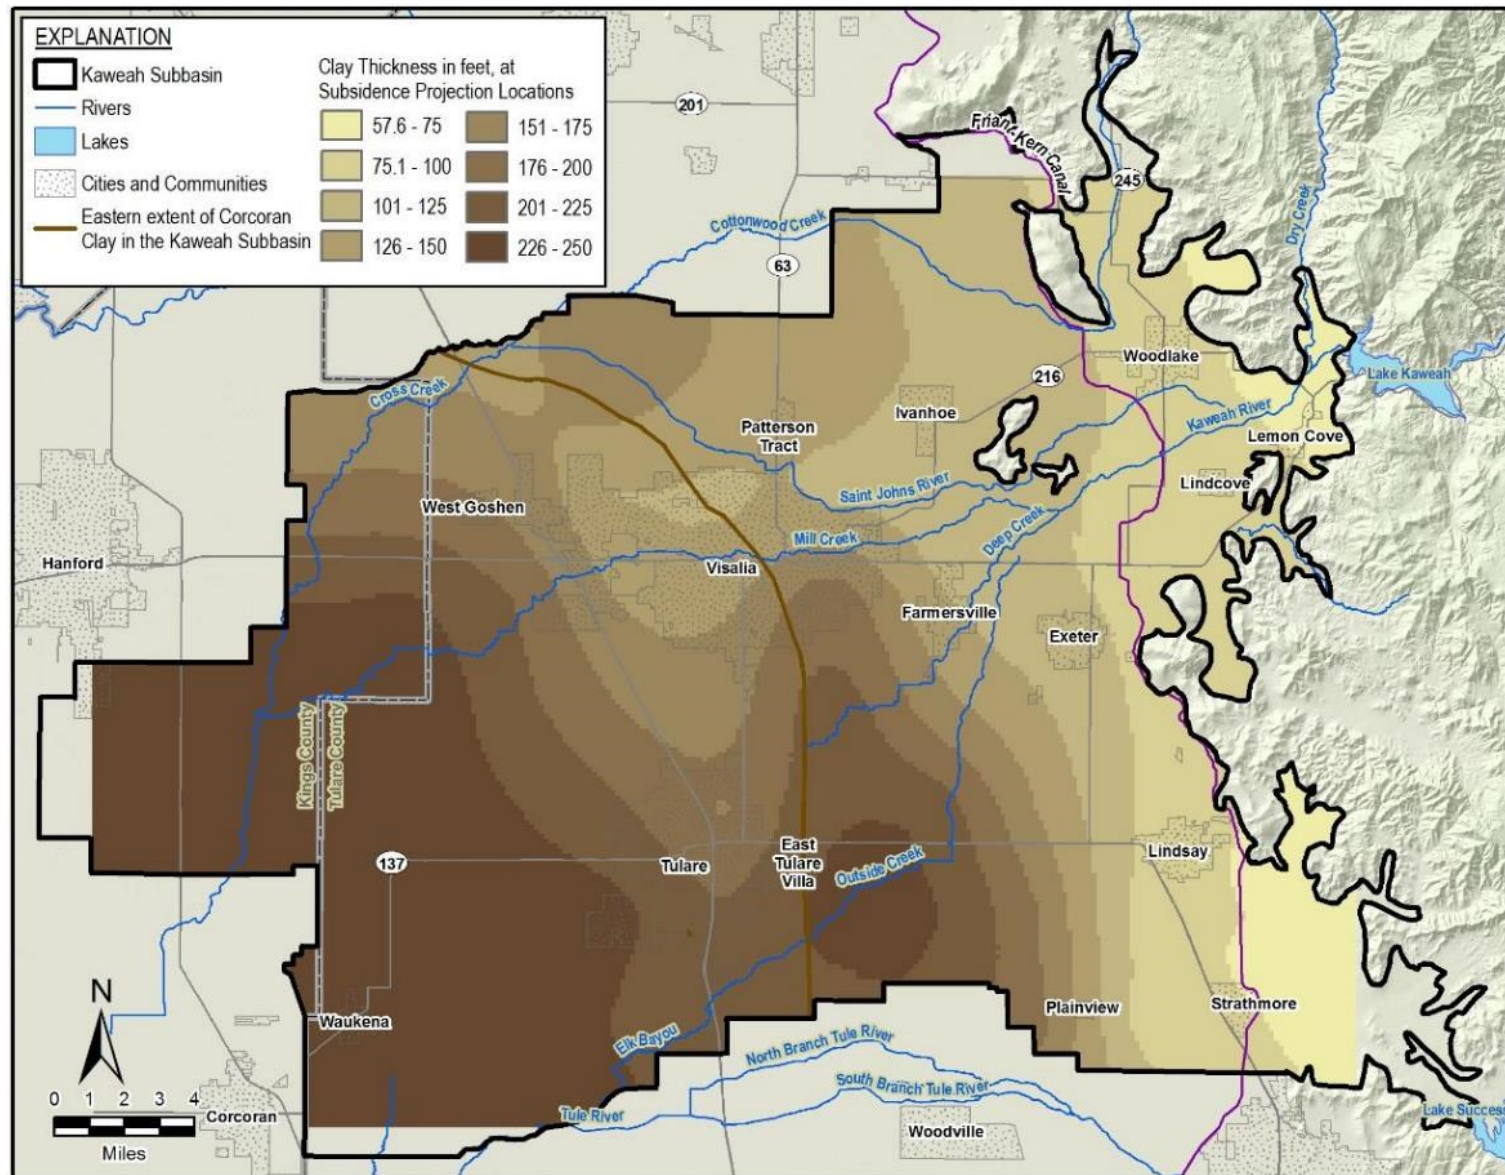 EXPLANATION
Kaweah Subbasin
Rivers
Lakes
Cities and Communities
Eastern extent of Corcoran
Clay in the Kaweah Subbasin
Clay Thickness in feet, at
Subsidence Projection Locations
57.6 - 75
75.1 - 100
101 - 125
126 - 150
151 - 175
176 - 200
201 - 225
226 - 250
201
Friant-Kern Canal
245
Dry Creek
Cottonwood Creek
63
Woodlake
Lake Kaweah
216
Cross Creek
Ivanhoe
Kaweah River
Patterson
Tract
Lemon Cove
Saint Johns River
Lindcove
West Goshen
Mill Creek
Deep Creek
Hanford
Visalia
Farmersville
Exeter
Kings County
Tulare County
137
Tulare
East
Tulare
Villa
Outside Creek
Lindsay
N
Waukena
Plainview
Strathmore
Elk Bayou
North Branch Tule River
South Branch Tule River
0 1 2 3 4
Miles
Corcoran
Tule River
Woodville
Lake Success